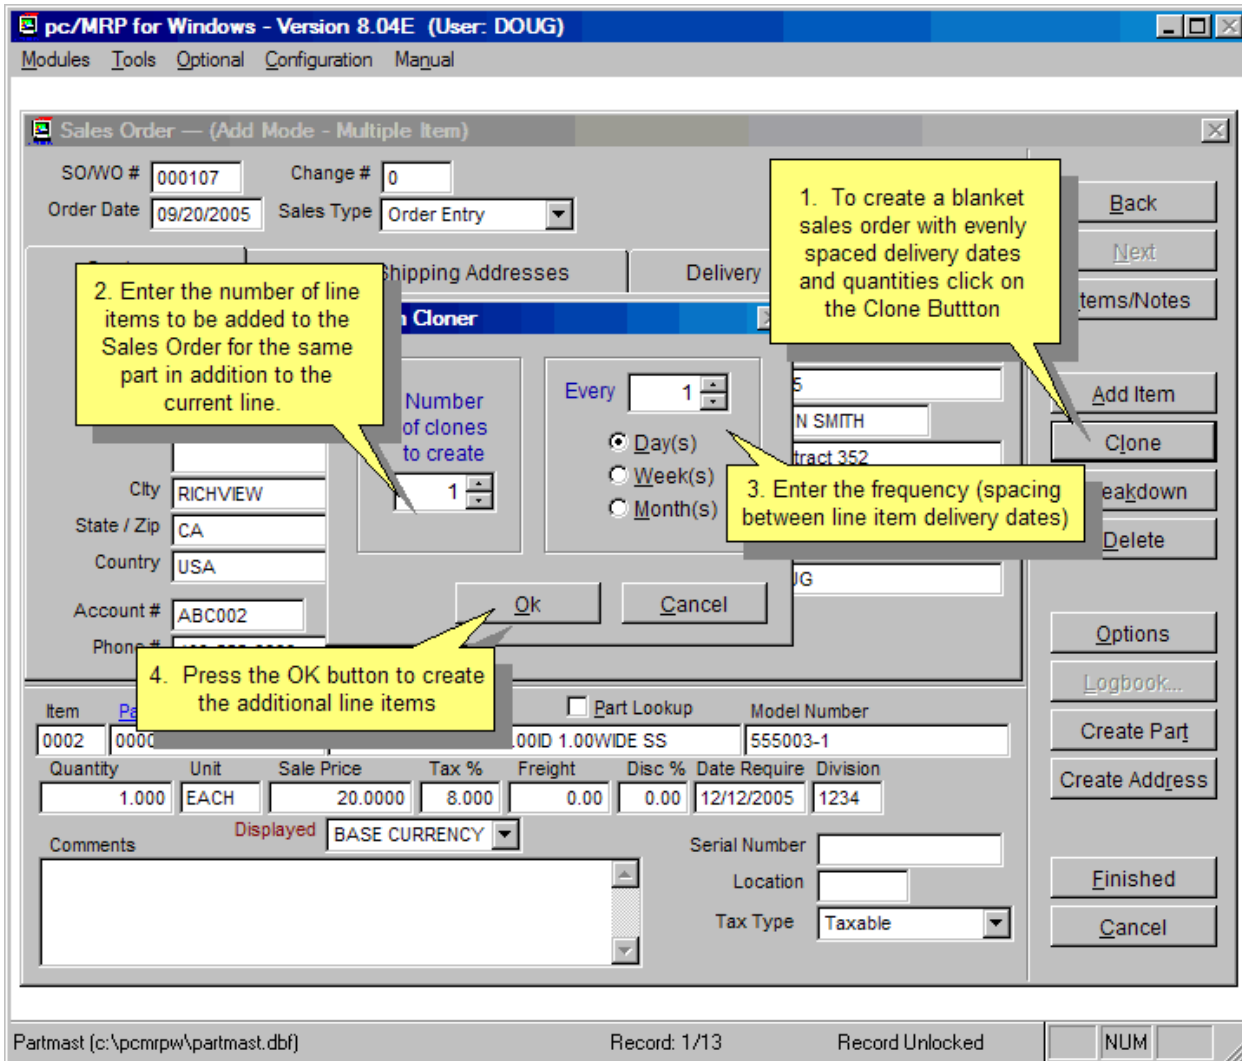 pc/MRP for Windows - Version 8.04E (User: DOUG)
Modules Tools Optional Configuration Manual
Sales Order — (Add Mode - Multiple Item)
SO/WO # 000107 Change # 0
Order Date 09/20/2005 Sales Type Order Entry
Shipping Addresses Delivery
1. To create a blanket
sales order with evenly
spaced delivery dates
and quantities click on
the Clone Buttton
Back
Next
Items/Notes
2. Enter the number of line
items to be added to the
Sales Order for the same
part in addition to the
current line.
Cloner
Number
of clones
to create
1
Every 1
Day(s)
Week(s)
Month(s)
5
N SMITH
tract 352
3. Enter the frequency (spacing
between line item delivery dates)
UG
Add Item
Clone
eakdown
Delete
City RICHVIEW
State / Zip CA
Country USA
Account # ABC002
Phone #
Ok Cancel
4. Press the OK button to create
the additional line items
Options
Logbook...
Create Part
Create Address
Item Pa Part Lookup Model Number
0002 0000 .00ID 1.00WIDE SS 555003-1
Quantity Unit Sale Price Tax % Freight Disc % Date Require Division
1.000 EACH 20.0000 8.000 0.00 0.00 12/12/2005 1234
Displayed BASE CURRENCY
Comments
Serial Number
Location
Tax Type Taxable
Finished
Cancel
Partmast (c:\pcmrpw\partmast.dbf) Record: 1/13 Record Unlocked NUM